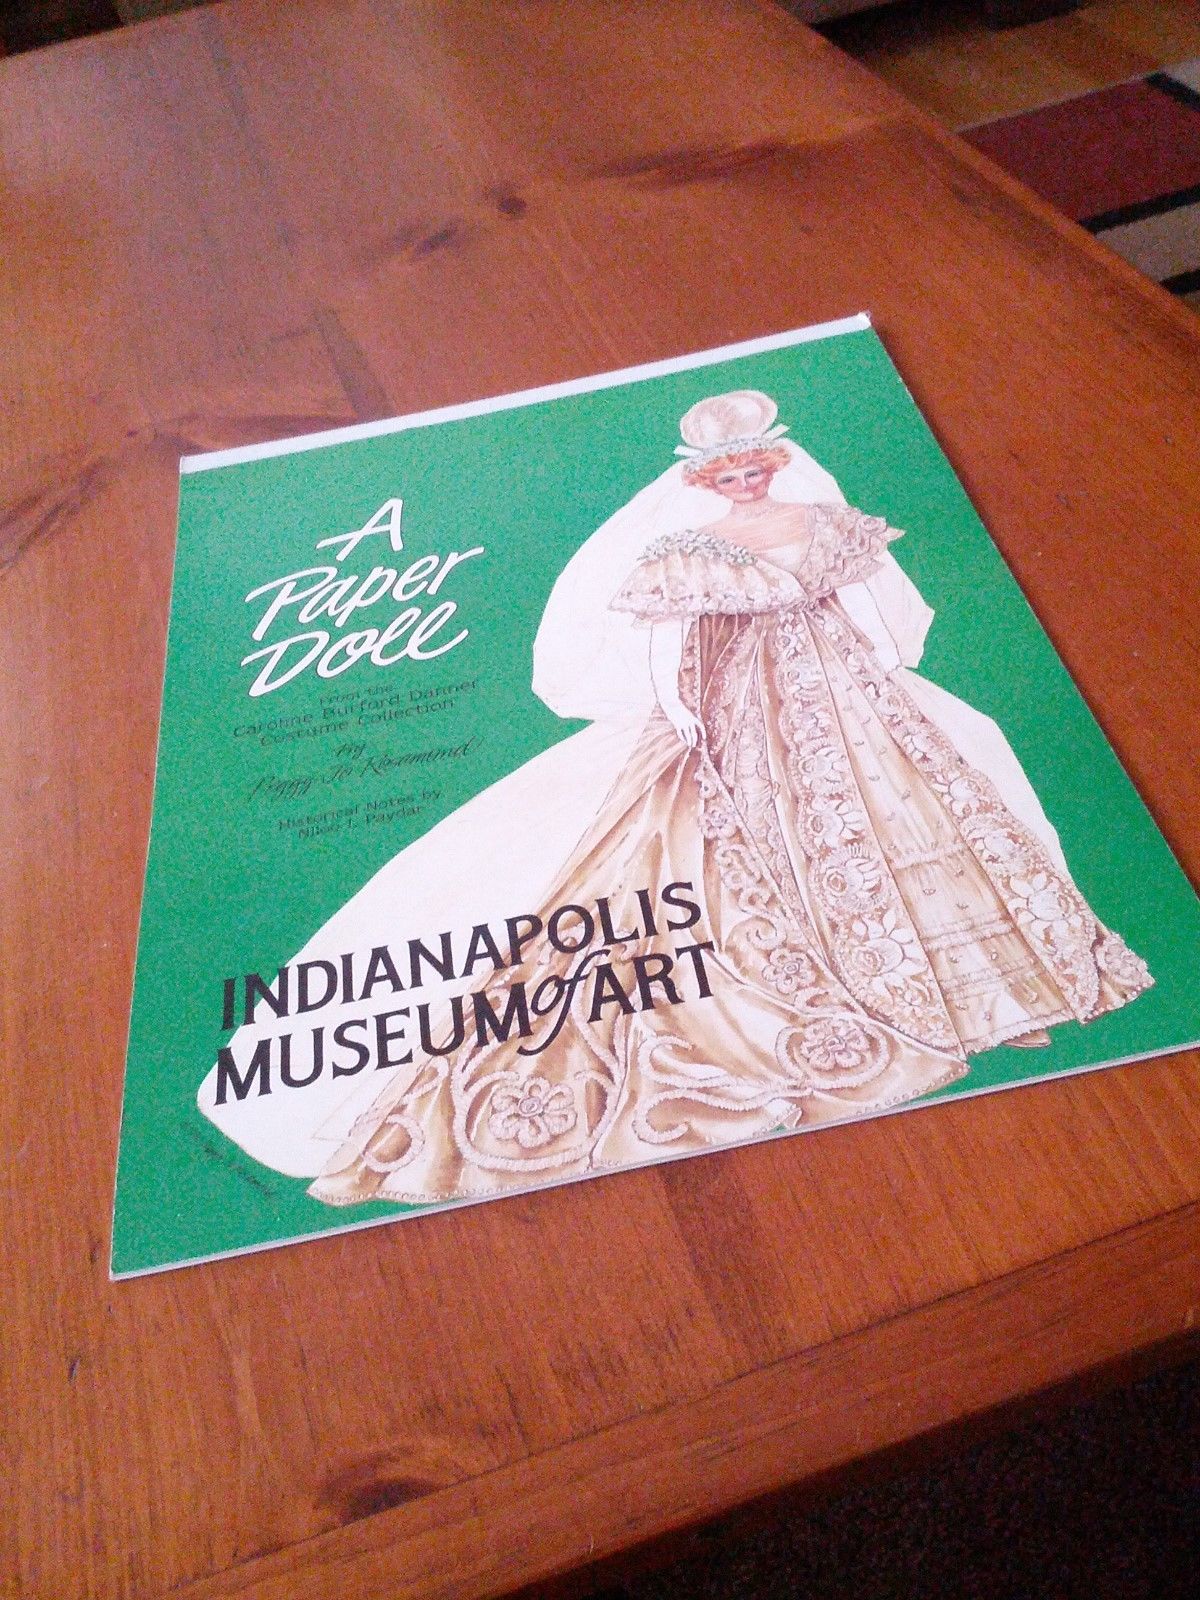 A
Paper
Doll
From the
Caroline Burford Danner
Costume Collection
by
Peggy Jo Rosamond
Historical Notes by
Niloo I. Paydar
INDIANAPOLIS
MUSEUM of ART